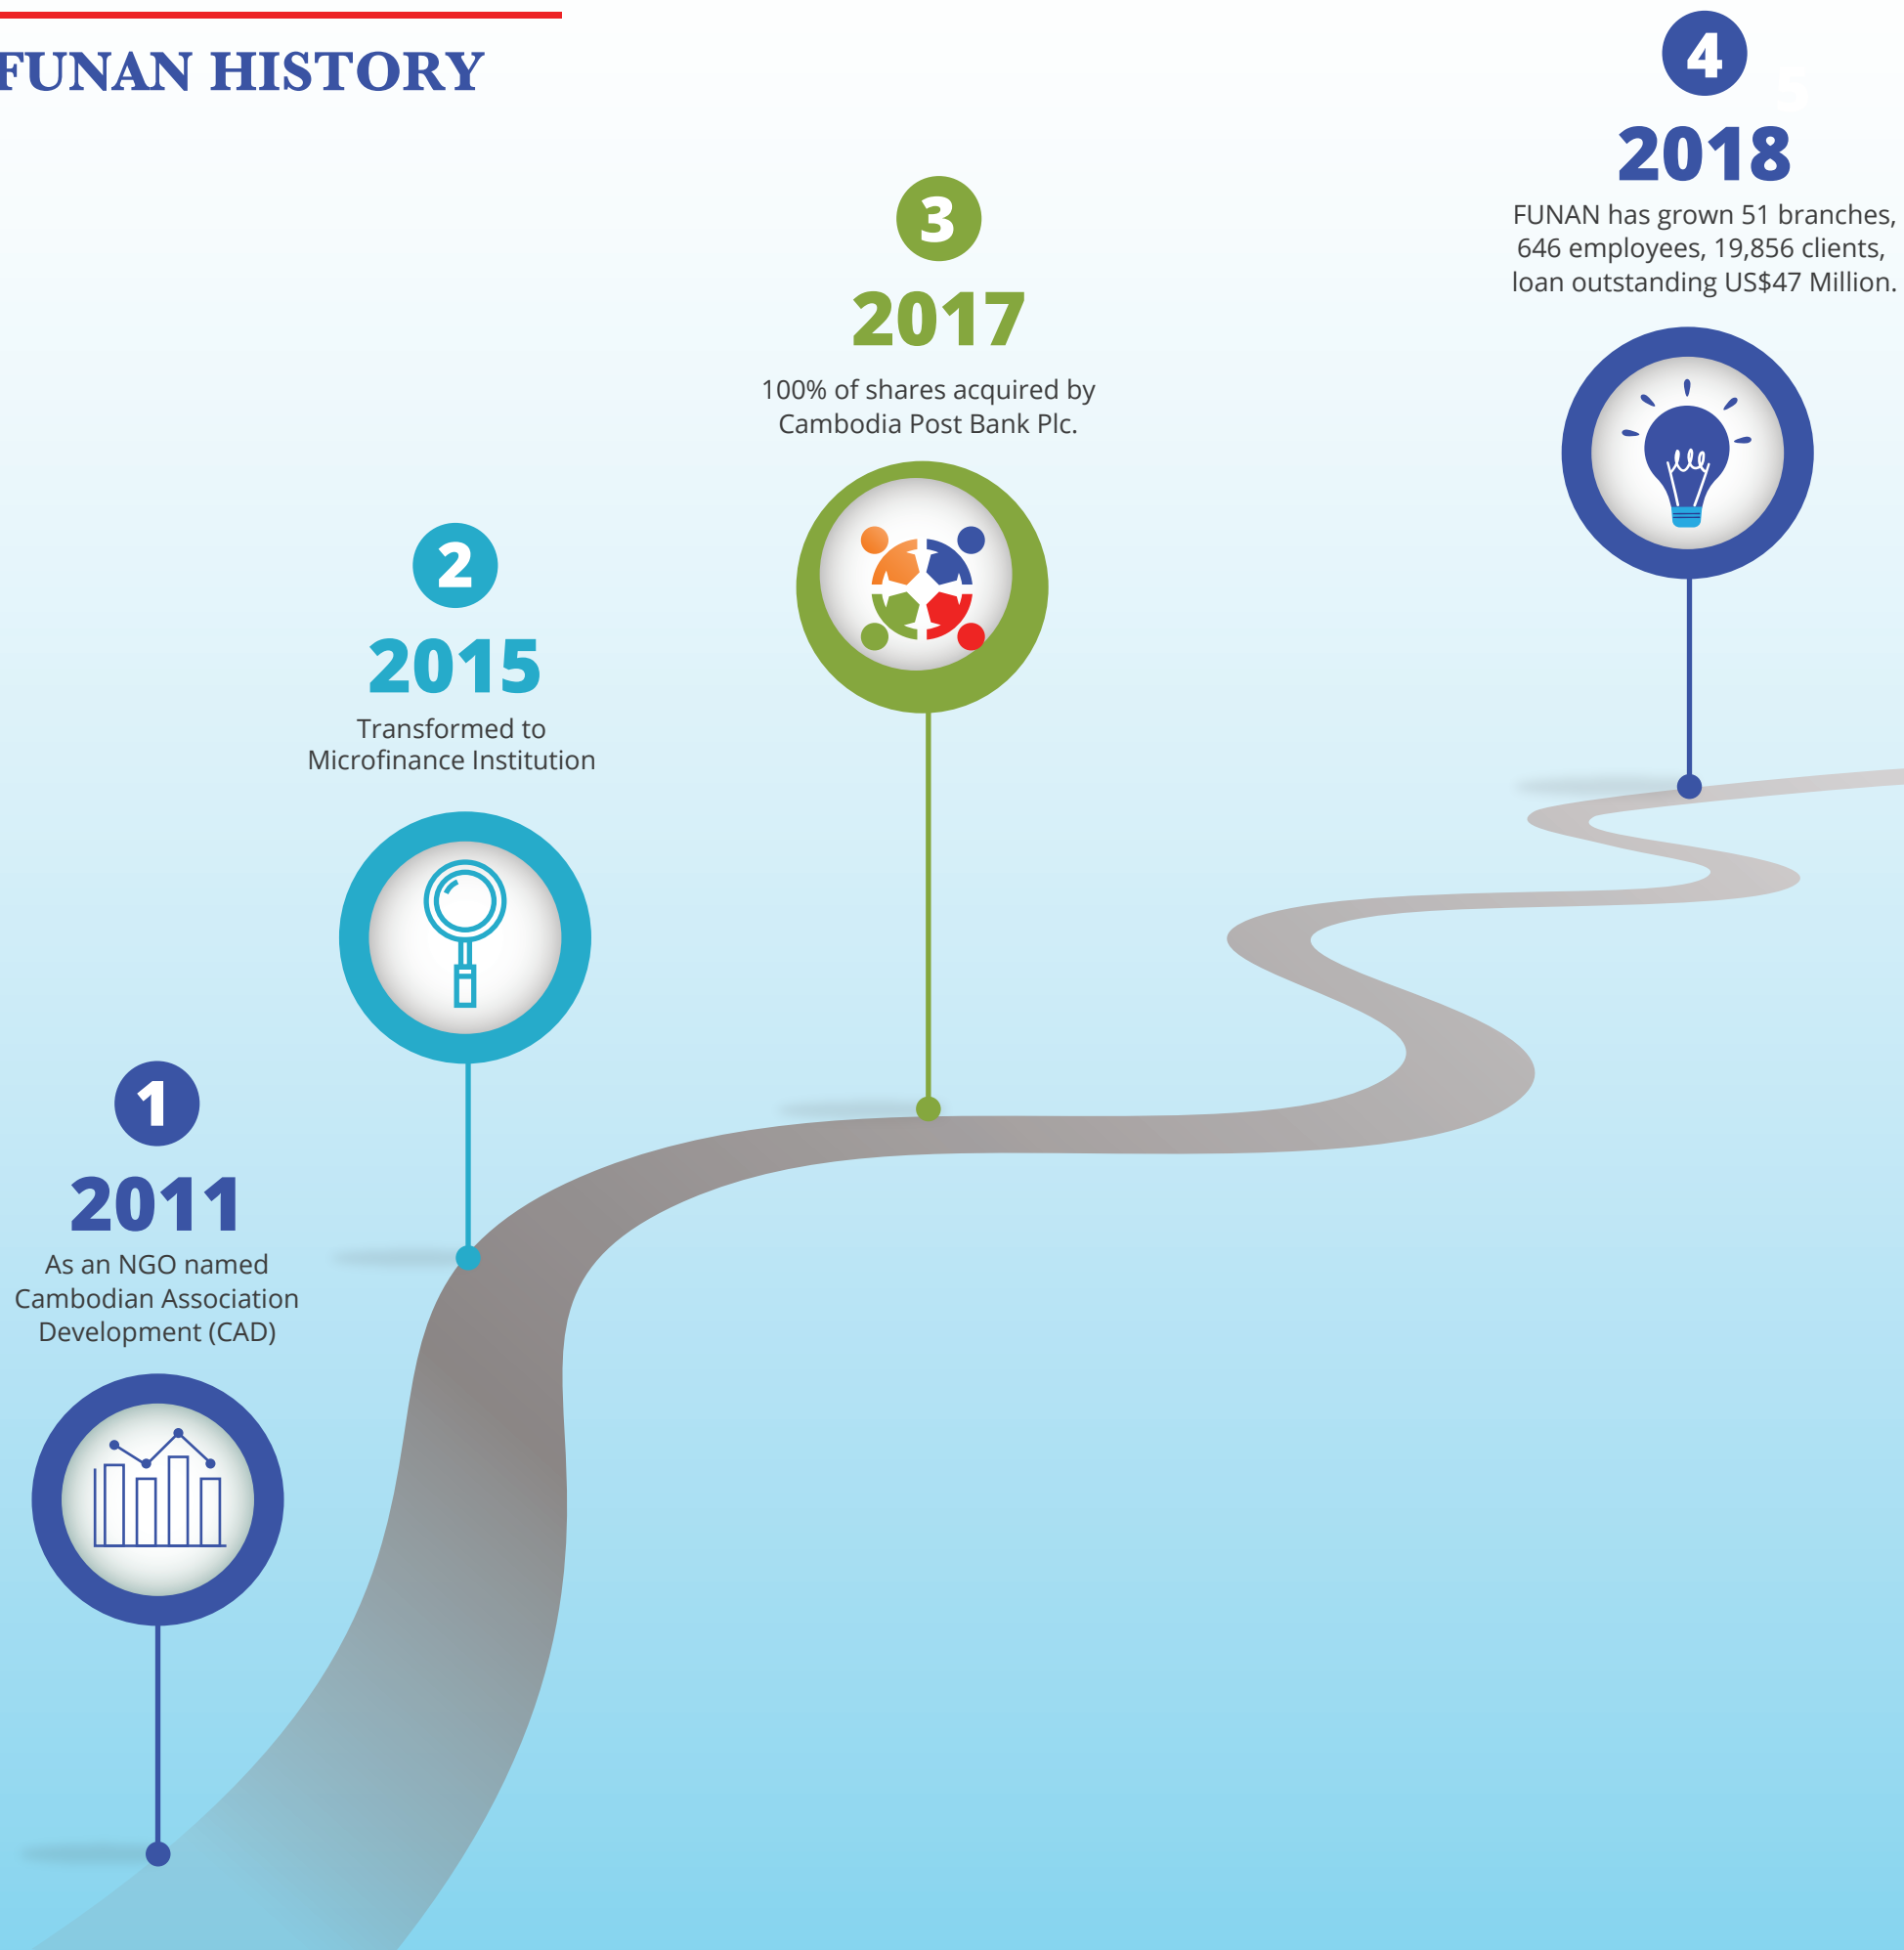 FUNAN HISTORY
1
2011
As an NGO named
Cambodian Association
Development (CAD)
2
2015
Transformed to
Microfinance Institution
3
2017
100% of shares acquired by
Cambodia Post Bank Plc.
4
2018
FUNAN has grown 51 branches,
646 employees, 19,856 clients,
loan outstanding US$47 Million.